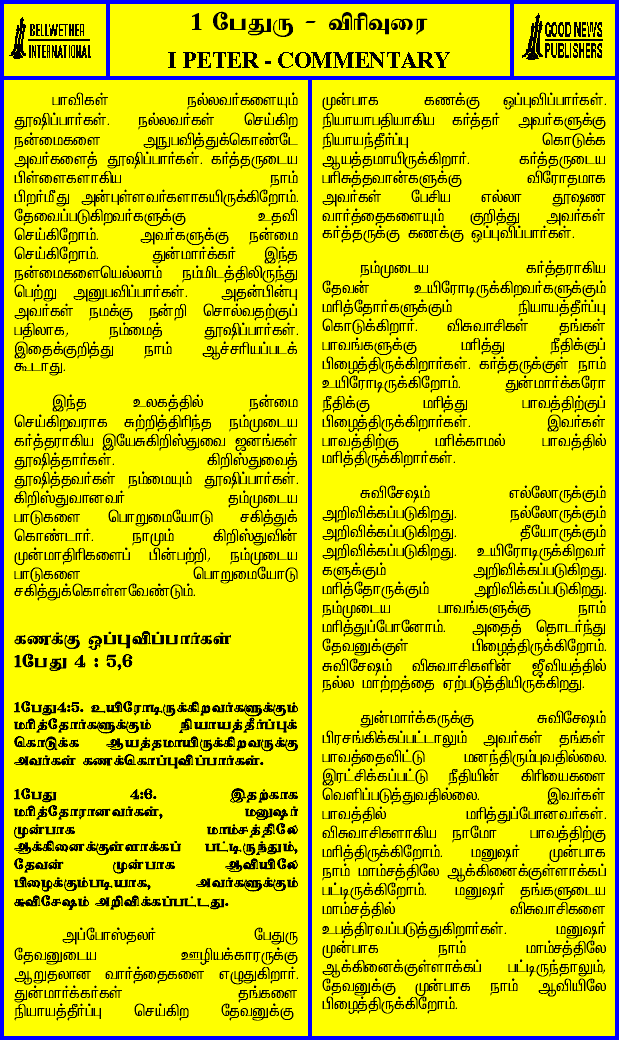 BELLWETHER
INTERNATIONAL
1 பேதுரு - விரிவுரை
I PETER - COMMENTARY
GOOD NEWS
PUBLISHERS
பாவிகள் நல்லவர்களையும்
தூஷிப்பார்கள். நல்லவர்கள் செய்கிற
நன்மைகளை அநுபவித்துக்கொண்டே
அவர்களைத் தூஷிப்பார்கள். கர்த்தருடைய
பிள்ளைகளாகிய நாம்
பிறர்மீது அன்புள்ளவர்களாகயிருக்கிறோம்.
தேவைப்படுகிறவர்களுக்கு உதவி
செய்கிறோம். அவர்களுக்கு நன்மை
செய்கிறோம். துன்மார்க்கர் இந்த
நன்மைகளையெல்லாம் நம்மிடத்திலிருந்து
பெற்று அனுபவிப்பார்கள். அதன்பின்பு
அவர்கள் நமக்கு நன்றி சொல்வதற்குப்
பதிலாக, நம்மைத் தூஷிப்பார்கள்.
இதைக்குறித்து நாம் ஆச்சரியப்படக்
கூடாது.
இந்த உலகத்தில் நன்மை
செய்கிறவராக சுற்றித்திரிந்த நம்முடைய
கர்த்தராகிய இயேசுகிறிஸ்துவை ஜனங்கள்
தூஷித்தார்கள். கிறிஸ்துவைத்
தூஷித்தவர்கள் நம்மையும் தூஷிப்பார்கள்.
கிறிஸ்துவானவர் தம்முடைய
பாடுகளை பொறுமையோடு சகித்துக்
கொண்டார். நாமும் கிறிஸ்துவின்
முன்மாதிரிகளைப் பின்பற்றி, நம்முடைய
பாடுகளை பொறுமையோடு
சகித்துக்கொள்ளவேண்டும்.
கணக்கு ஒப்புவிப்பார்கள்
1பேது 4 : 5,6
1பேது4:5. உயிரோடிருக்கிறவர்களுக்கும்
மரித்தோர்களுக்கும் நியாயத்தீர்ப்புக்
கொடுக்க ஆயத்தமாயிருக்கிறவருக்கு
அவர்கள் கணக்கொப்புவிப்பார்கள்.
1பேது 4:6. இதற்காக
மரித்தோரானவர்கள், மனுஷர்
முன்பாக மாம்சத்திலே
ஆக்கினைக்குள்ளாக்கப் பட்டிருந்தும்,
தேவன் முன்பாக ஆவியிலே
பிழைக்கும்படியாக, அவர்களுக்கும்
சுவிசேஷம் அறிவிக்கப்பட்டது.
அப்போஸ்தலர் பேதுரு
தேவனுடைய ஊழியக்காரருக்கு
ஆறுதலான வார்த்தைகளை எழுதுகிறார்.
துன்மார்க்கர்கள் தங்களை
நியாயத்தீர்ப்பு செய்கிற தேவனுக்கு
முன்பாக கணக்கு ஒப்புவிப்பார்கள்.
நியாயாபதியாகிய கர்த்தர் அவர்களுக்கு
நியாயந்தீர்ப்பு கொடுக்க
ஆயத்தமாயிருக்கிறார். கர்த்தருடைய
பரிசுத்தவான்களுக்கு விரோதமாக
அவர்கள் பேசிய எல்லா தூஷண
வார்த்தைகளையும் குறித்து அவர்கள்
கர்த்தருக்கு கணக்கு ஒப்புவிப்பார்கள்.
நம்முடைய கர்த்தராகிய
தேவன் உயிரோடிருக்கிறவர்களுக்கும்
மரித்தோர்களுக்கும் நியாயத்தீர்ப்பு
கொடுக்கிறார். விசுவாசிகள் தங்கள்
பாவங்களுக்கு மரித்து நீதிக்குப்
பிழைத்திருக்கிறார்கள். கர்த்தருக்குள் நாம்
உயிரோடிருக்கிறோம். துன்மார்க்கரோ
நீதிக்கு மரித்து பாவத்திற்குப்
பிழைத்திருக்கிறார்கள். இவர்கள்
பாவத்திற்கு மரிக்காமல் பாவத்தில்
மரித்திருக்கிறார்கள்.
சுவிசேஷம் எல்லோருக்கும்
அறிவிக்கப்படுகிறது. நல்லோருக்கும்
அறிவிக்கப்படுகிறது. தீயோருக்கும்
அறிவிக்கப்படுகிறது. உயிரோடிருக்கிறவர்
களுக்கும் அறிவிக்கப்படுகிறது.
மரித்தோருக்கும் அறிவிக்கப்படுகிறது.
நம்முடைய பாவங்களுக்கு நாம்
மரித்துப்போனோம். அதைத் தொடர்ந்து
தேவனுக்குள் பிழைத்திருக்கிறோம்.
சுவிசேஷம் விசுவாசிகளின் ஜீவியத்தில்
நல்ல மாற்றத்தை ஏற்படுத்தியிருக்கிறது.
துன்மார்க்கருக்கு சுவிசேஷம்
பிரசங்கிக்கப்பட்டாலும் அவர்கள் தங்கள்
பாவத்தைவிட்டு மனந்திரும்புவதில்லை.
இரட்சிக்கப்பட்டு நீதியின் கிரியைகளை
வெளிப்படுத்துவதில்லை. இவர்கள்
பாவத்தில் மரித்துப்போனவர்கள்.
விசுவாசிகளாகிய நாமோ பாவத்திற்கு
மரித்திருக்கிறோம். மனுஷர் முன்பாக
நாம் மாம்சத்திலே ஆக்கினைக்குள்ளாக்கப்
பட்டிருக்கிறோம். மனுஷர் தங்களுடைய
மாம்சத்தில் விசுவாசிகளை
உபத்திரவப்படுத்துகிறார்கள். மனுஷர்
முன்பாக நாம் மாம்சத்திலே
ஆக்கினைக்குள்ளாக்கப் பட்டிருந்தாலும்,
தேவனுக்கு முன்பாக நாம் ஆவியிலே
பிழைத்திருக்கிறோம்.